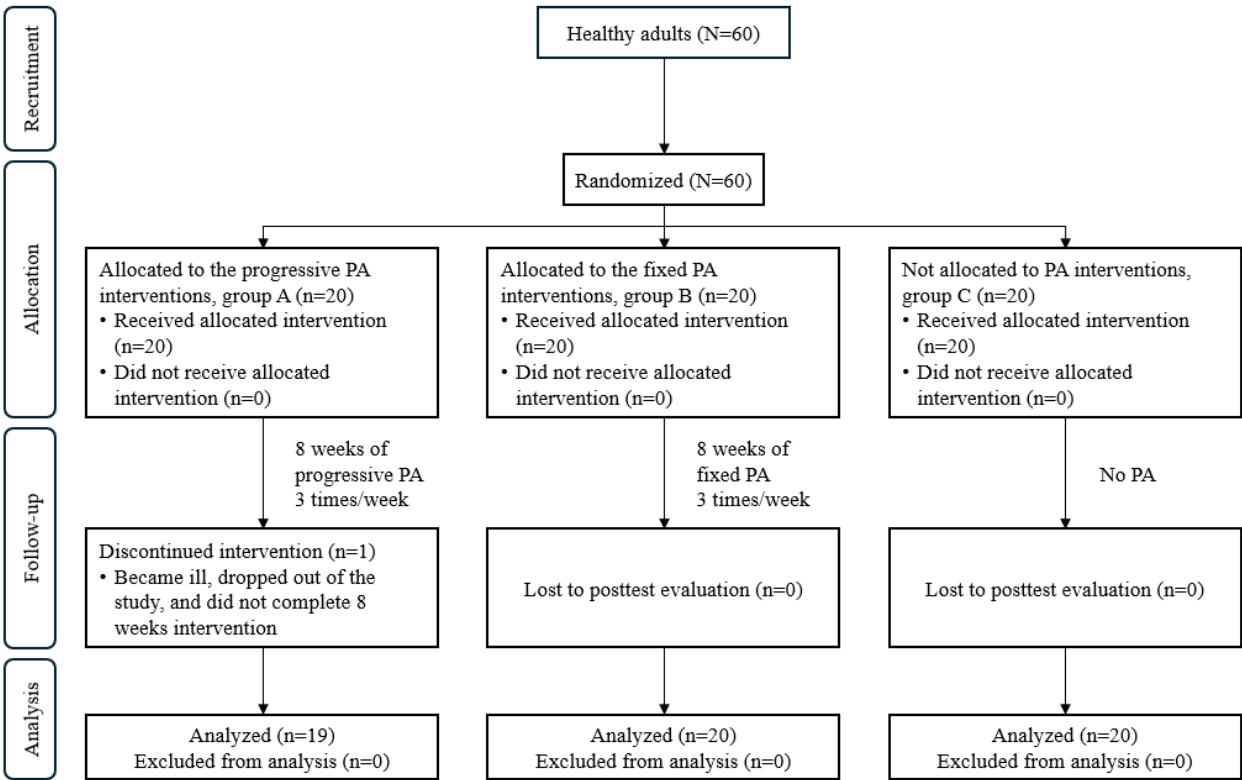 Recruitment
Healthy adults (N=60)
Allocation
Randomized (N=60)
Allocated to the progressive PA
interventions, group A (n=20)
• Received allocated intervention
(n=20)
• Did not receive allocated
intervention (n=0)
Allocated to the fixed PA
interventions, group B (n=20)
• Received allocated intervention
(n=20)
• Did not receive allocated
intervention (n=0)
Not allocated to PA interventions,
group C (n=20)
• Received allocated intervention
(n=20)
• Did not receive allocated
intervention (n=0)
Follow-up
8 weeks of
progressive PA
3 times/week
8 weeks of
fixed PA
3 times/week
No PA
Discontinued intervention (n=1)
• Became ill, dropped out of the
study, and did not complete 8
weeks intervention
Lost to posttest evaluation (n=0)
Lost to posttest evaluation (n=0)
Analysis
Analyzed (n=19)
Excluded from analysis (n=0)
Analyzed (n=20)
Excluded from analysis (n=0)
Analyzed (n=20)
Excluded from analysis (n=0)